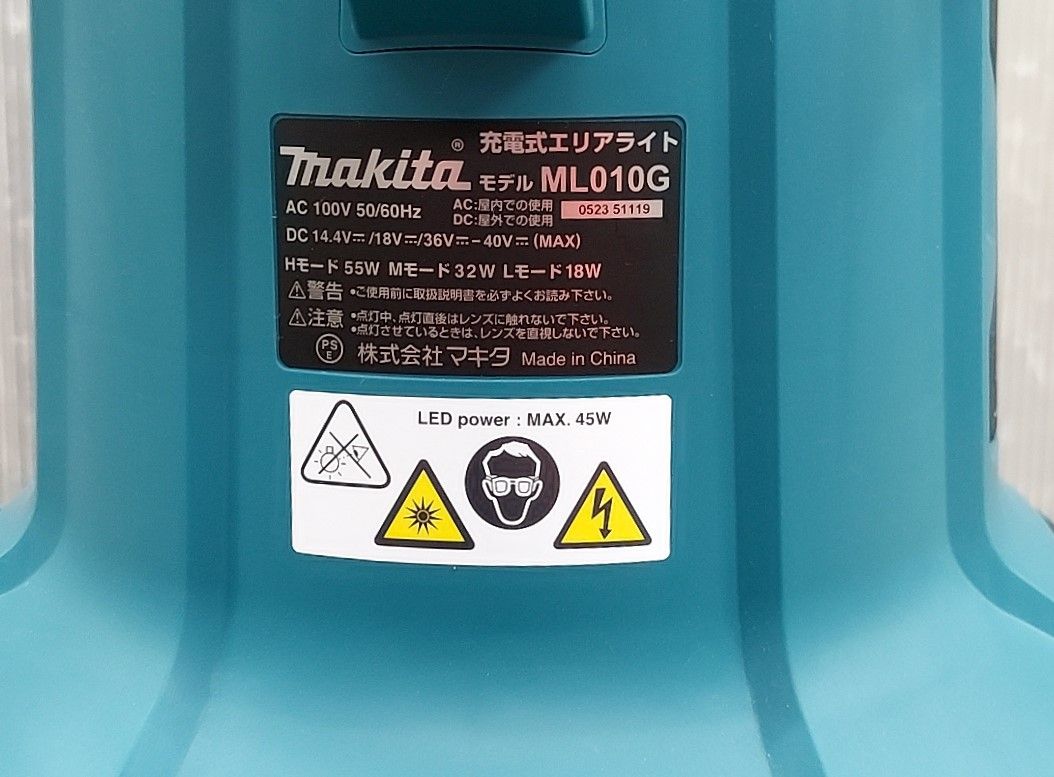 makita® 充電式エリアライト
モデル ML010G
AC 100V 50/60Hz AC:屋内での使用
DC:屋外での使用
0523 51119
DC 14.4V⎓/18V⎓/36V⎓-40V⎓(MAX)
Hモード 55W Mモード 32W Lモード 18W
⚠警告 •ご使用前に取扱説明書を必ずよくお読み下さい。
⚠注意 •点灯中、点灯直後はレンズに触れないで下さい。
•点灯させているときは、レンズを直視しないで下さい。
PS
E
株式会社 マキタ Made in China
LED power : MAX. 45W